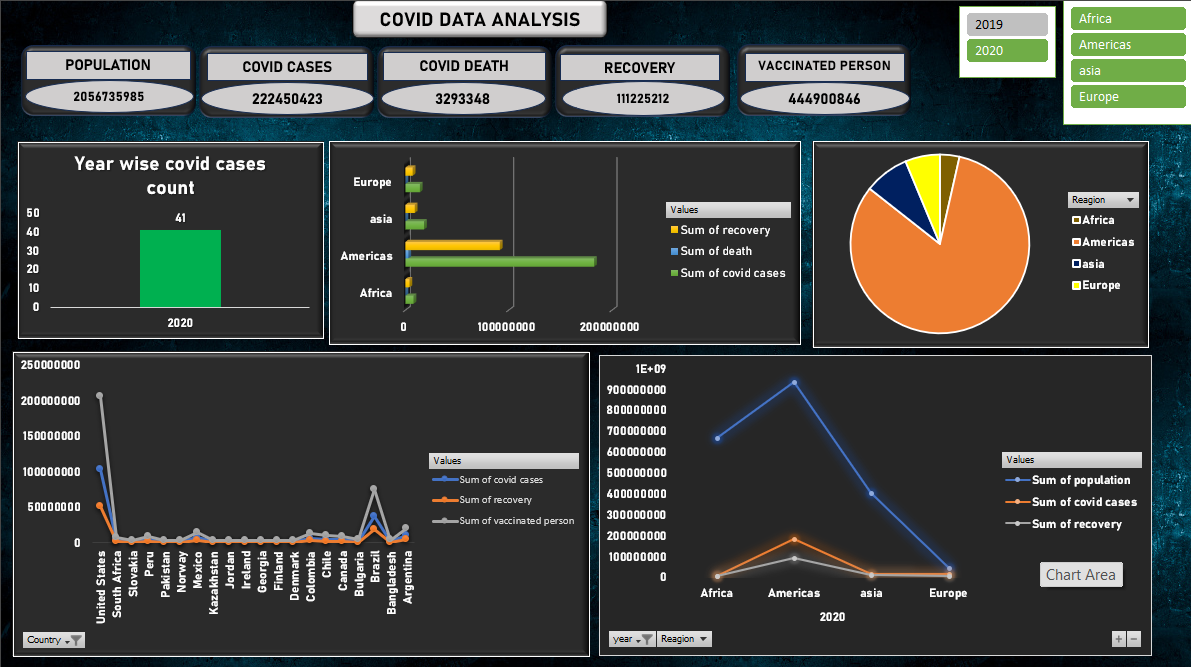 COVID DATA ANALYSIS
2019
2020
Africa
Americas
asia
Europe
POPULATION
2056735985
COVID CASES
222450423
COVID DEATH
3293348
RECOVERY
111225212
VACCINATED PERSON
444900846
Year wise covid cases
count
50
40
30
20
10
0
41
2020
Europe
asia
Americas
Africa
0
100000000
200000000
Values
Sum of recovery
Sum of death
Sum of covid cases
Reagion
Africa
Americas
asia
Europe
250000000
200000000
150000000
100000000
50000000
0
United States
South Africa
Slovakia
Peru
Pakistan
Norway
Mexico
Kazakhstan
Jordan
Ireland
Georgia
Finland
Denmark
Colombia
Chile
Canada
Bulgaria
Brazil
Bangladesh
Argentina
Values
Sum of covid cases
Sum of recovery
Sum of vaccinated person
Country
1E+09
900000000
800000000
700000000
600000000
500000000
400000000
300000000
200000000
100000000
0
Africa
Americas
asia
Europe
2020
Values
Sum of population
Sum of covid cases
Sum of recovery
Chart Area
year
Reagion
+ −